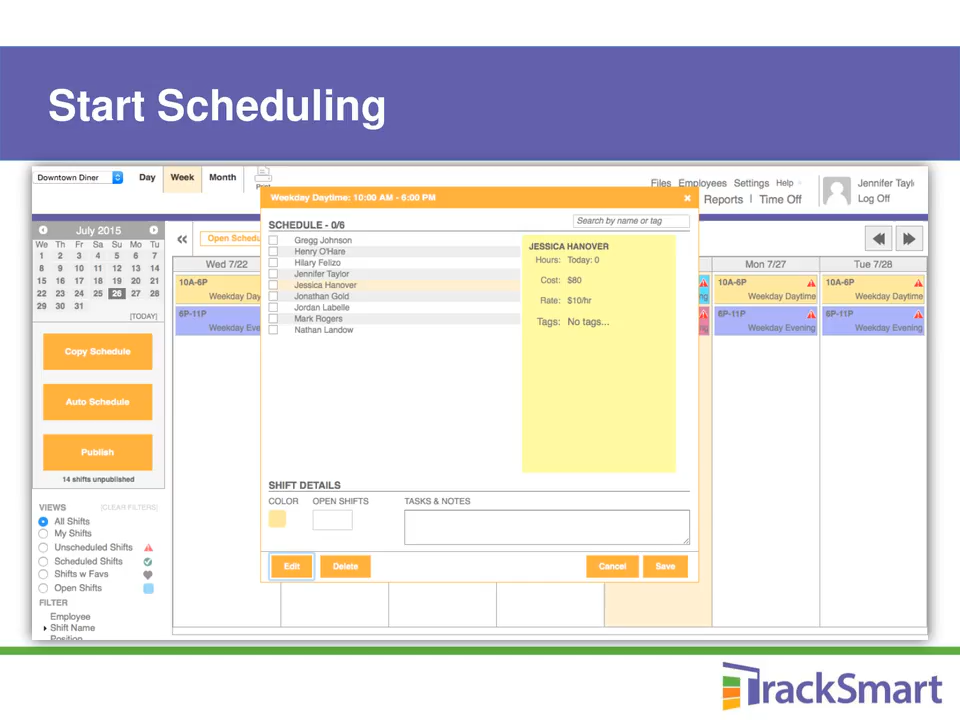 Start Scheduling
Downtown Diner
Day
Week
Month
Print
Files Employees Settings Help
Reports | Time Off
Jennifer Tayl
Log Off
July 2015
We Th Fr Sa Su Mo Tu
1 2 3 4 5 6 7
8 9 10 11 12 13 14
15 16 17 18 19 20 21
22 23 24 25 26 27 28
29 30 31
[TODAY]
Copy Schedule
Auto Schedule
Publish
14 shifts unpublished
VIEWS [CLEAR FILTERS]
All Shifts
My Shifts
Unscheduled Shifts
Scheduled Shifts
Shifts w Favs
Open Shifts
FILTER
Employee
Shift Name
Position
Open Schedu
Wed 7/22
10A-6P
Weekday Day
6P-11P
Weekday Eve
Weekday Daytime: 10:00 AM - 6:00 PM
SCHEDULE - 0/6
Search by name or tag
Gregg Johnson
Henry O'Hare
Hilary Felizo
Jennifer Taylor
Jessica Hanover
Jonathan Gold
Jordan Labelle
Mark Rogers
Nathan Landow
JESSICA HANOVER
Hours: Today: 0
Cost: $80
Rate: $10/hr
Tags: No tags...
SHIFT DETAILS
COLOR OPEN SHIFTS TASKS & NOTES
Edit
Delete
Cancel
Save
ng
ng
Mon 7/27
10A-6P
Weekday Daytime
6P-11P
Weekday Evening
Tue 7/28
10A-6P
Weekday Daytime
6P-11P
Weekday Evening
TrackSmart